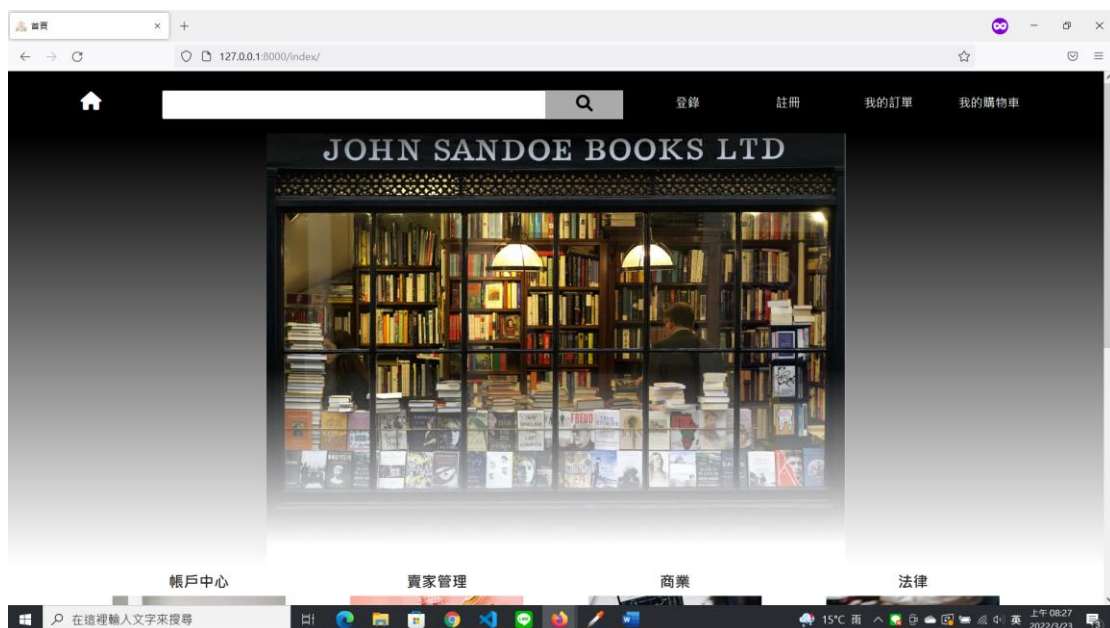 首頁
127.0.0.1:8000/index/
登錄
註冊
我的訂單
我的購物車
JOHN SANDOE BOOKS LTD
FREUD
帳戶中心
賣家管理
商業
法律
在這裡輸入文字來搜尋
15°C 雨
英
上午 08:27
2022/3/23